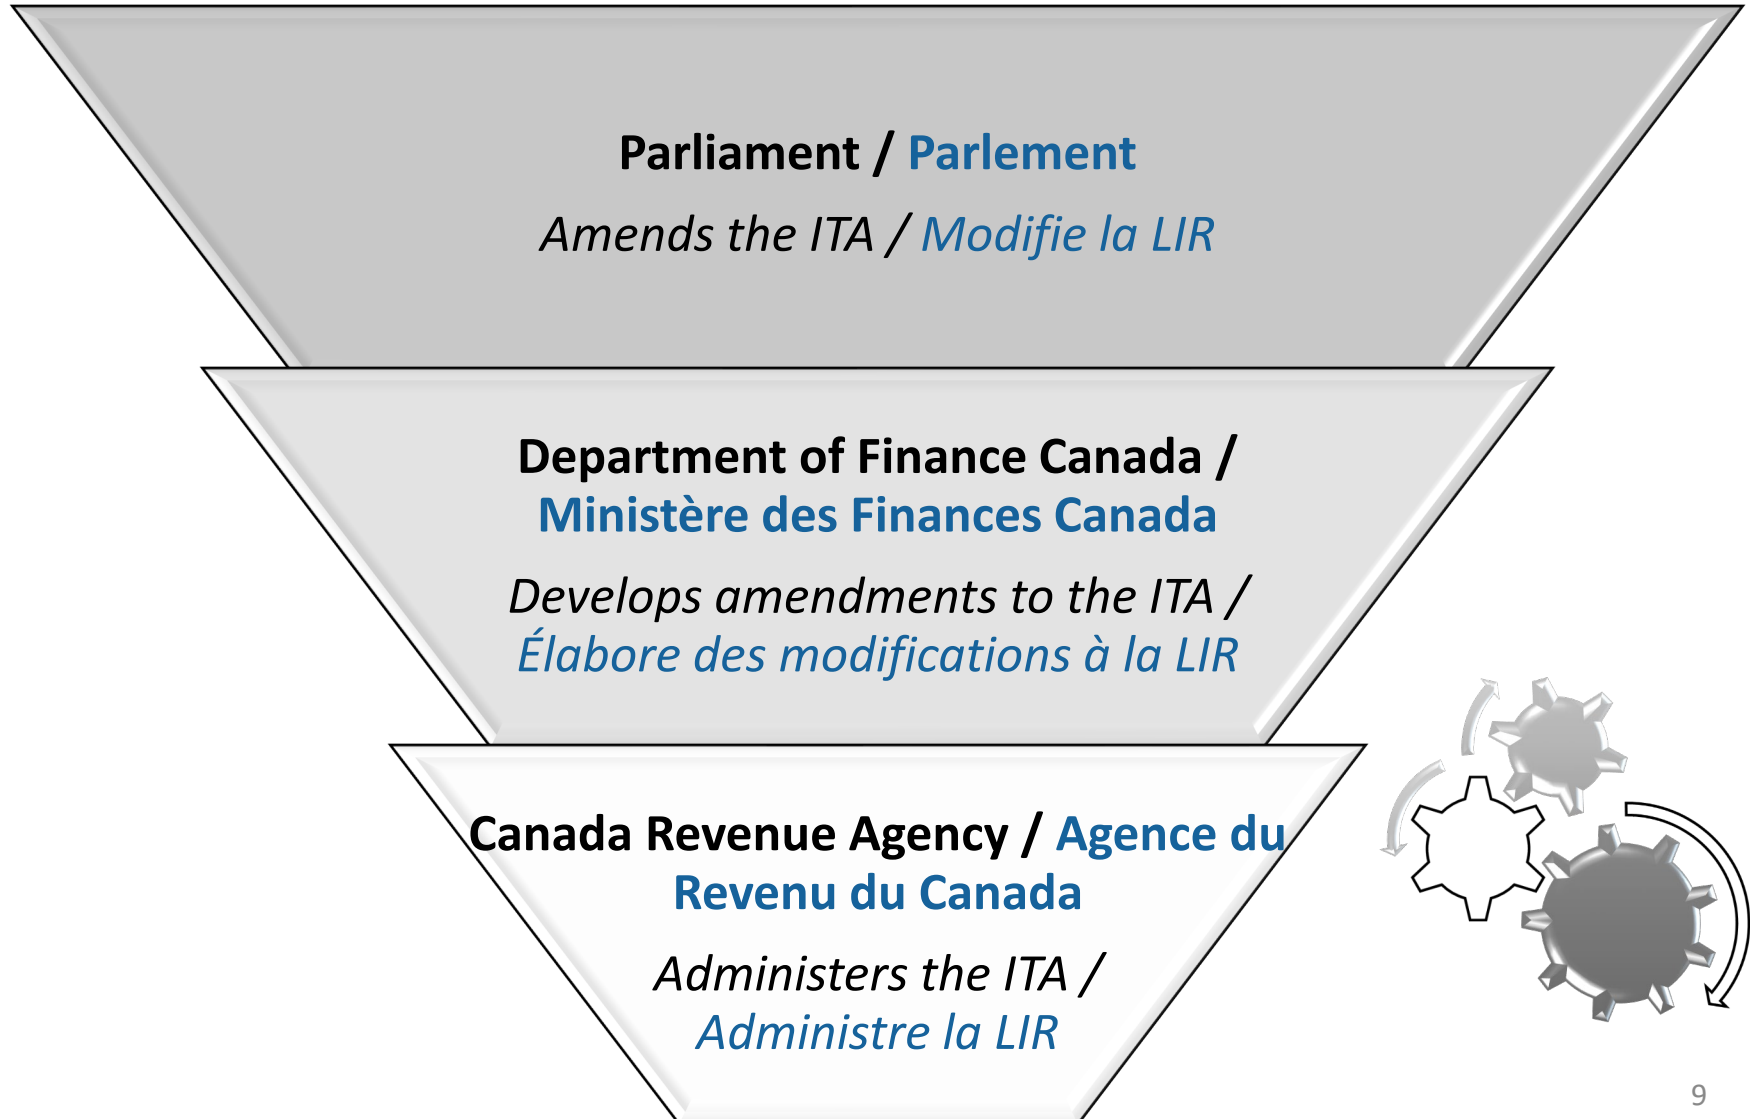 Parliament / Parlement
Amends the ITA / Modifie la LIR
Department of Finance Canada /
Ministère des Finances Canada
Develops amendments to the ITA /
Élabore des modifications à la LIR
Canada Revenue Agency / Agence du
Revenu du Canada
Administers the ITA /
Administre la LIR
9